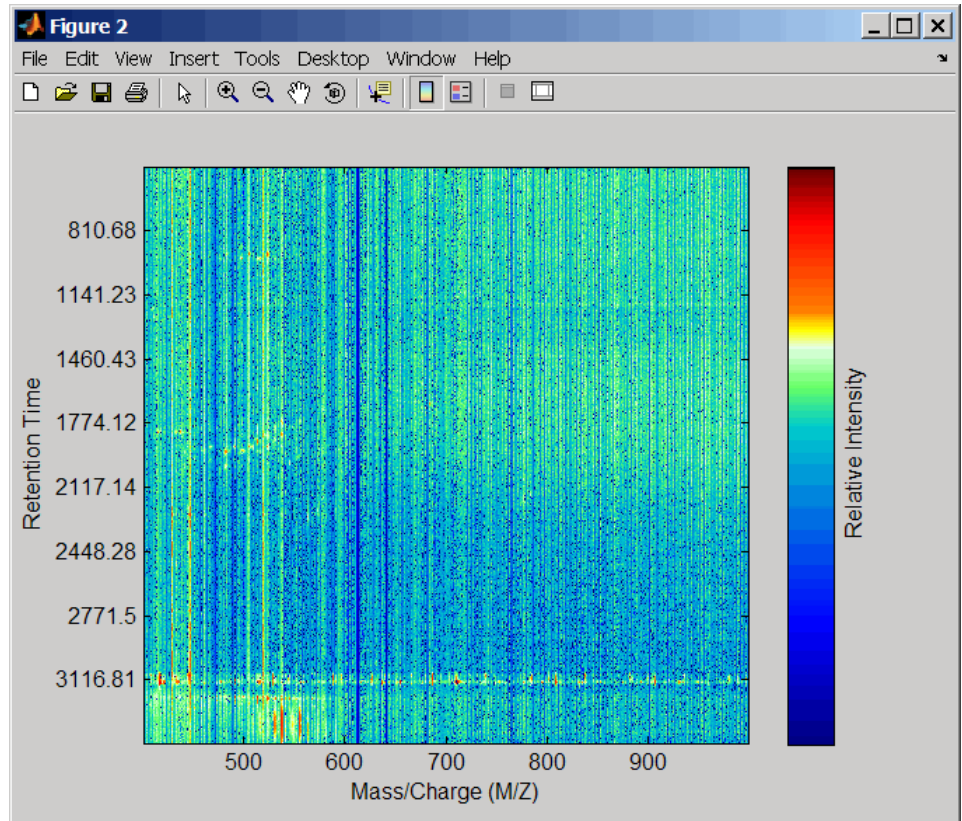 Figure 2
File Edit View Insert Tools Desktop Window Help
810.68
1141.23
1460.43
1774.12
2117.14
2448.28
2771.5
3116.81
Retention Time
500 600 700 800 900
Mass/Charge (M/Z)
Relative Intensity